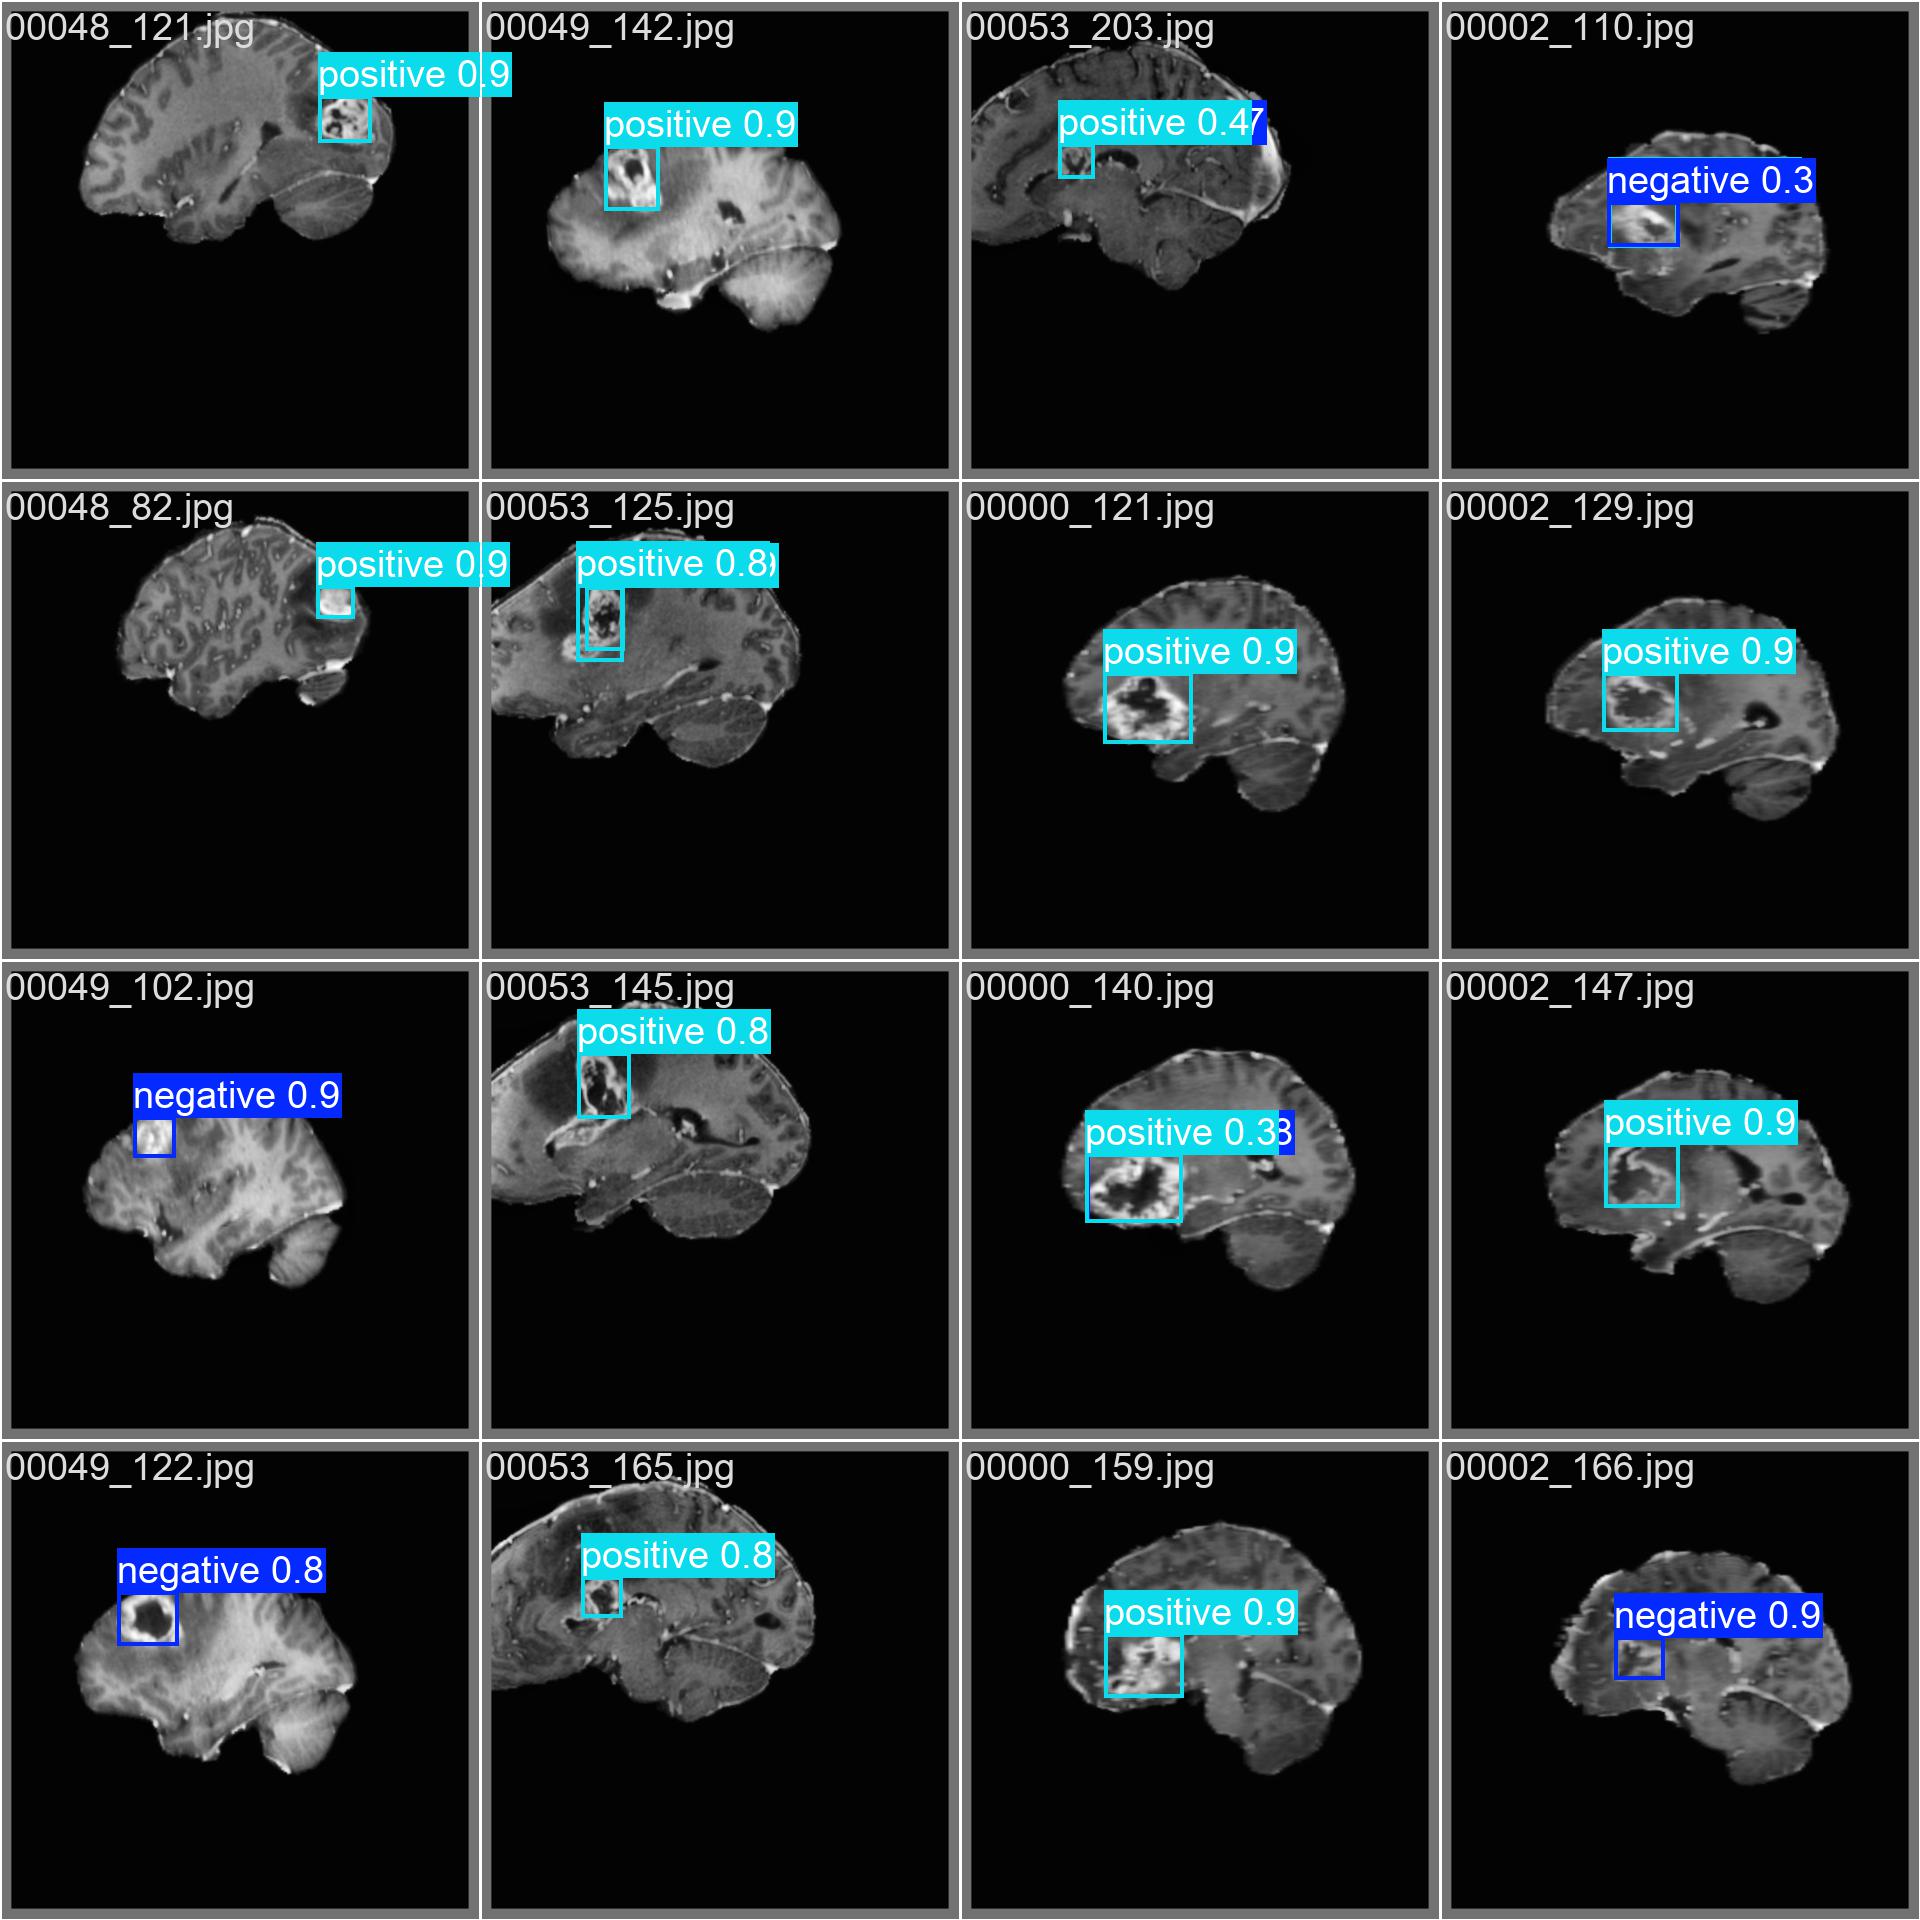 00048_121.jpg
positive 0.9
00049_142.jpg
positive 0.9
00053_203.jpg
positive 0.4
7
00002_110.jpg
negative 0.3
00048_82.jpg
positive 0.9
00053_125.jpg
positive 0.8
00000_121.jpg
positive 0.9
00002_129.jpg
positive 0.9
00049_102.jpg
negative 0.9
00053_145.jpg
positive 0.8
00000_140.jpg
positive 0.3
3
00002_147.jpg
positive 0.9
00049_122.jpg
negative 0.8
00053_165.jpg
positive 0.8
00000_159.jpg
positive 0.9
00002_166.jpg
negative 0.9